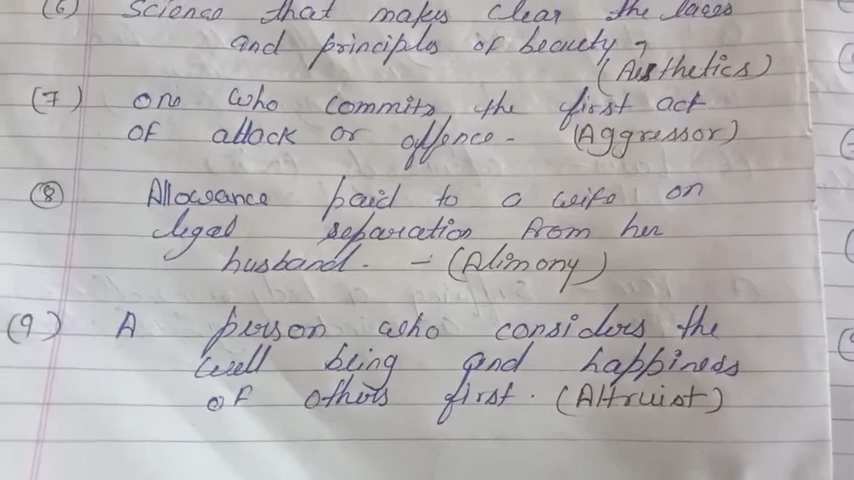 (6) Science that makes clear the laws
and principles of beauty
(Aesthetics)
(7) one who commits the first act
of attack or offence - (Aggressor)
(8) Allowance paid to a wife on
legal separation from her
husband. - (Alimony)
(9) A person who considers the
well being and happiness
of others first. (Altruist)